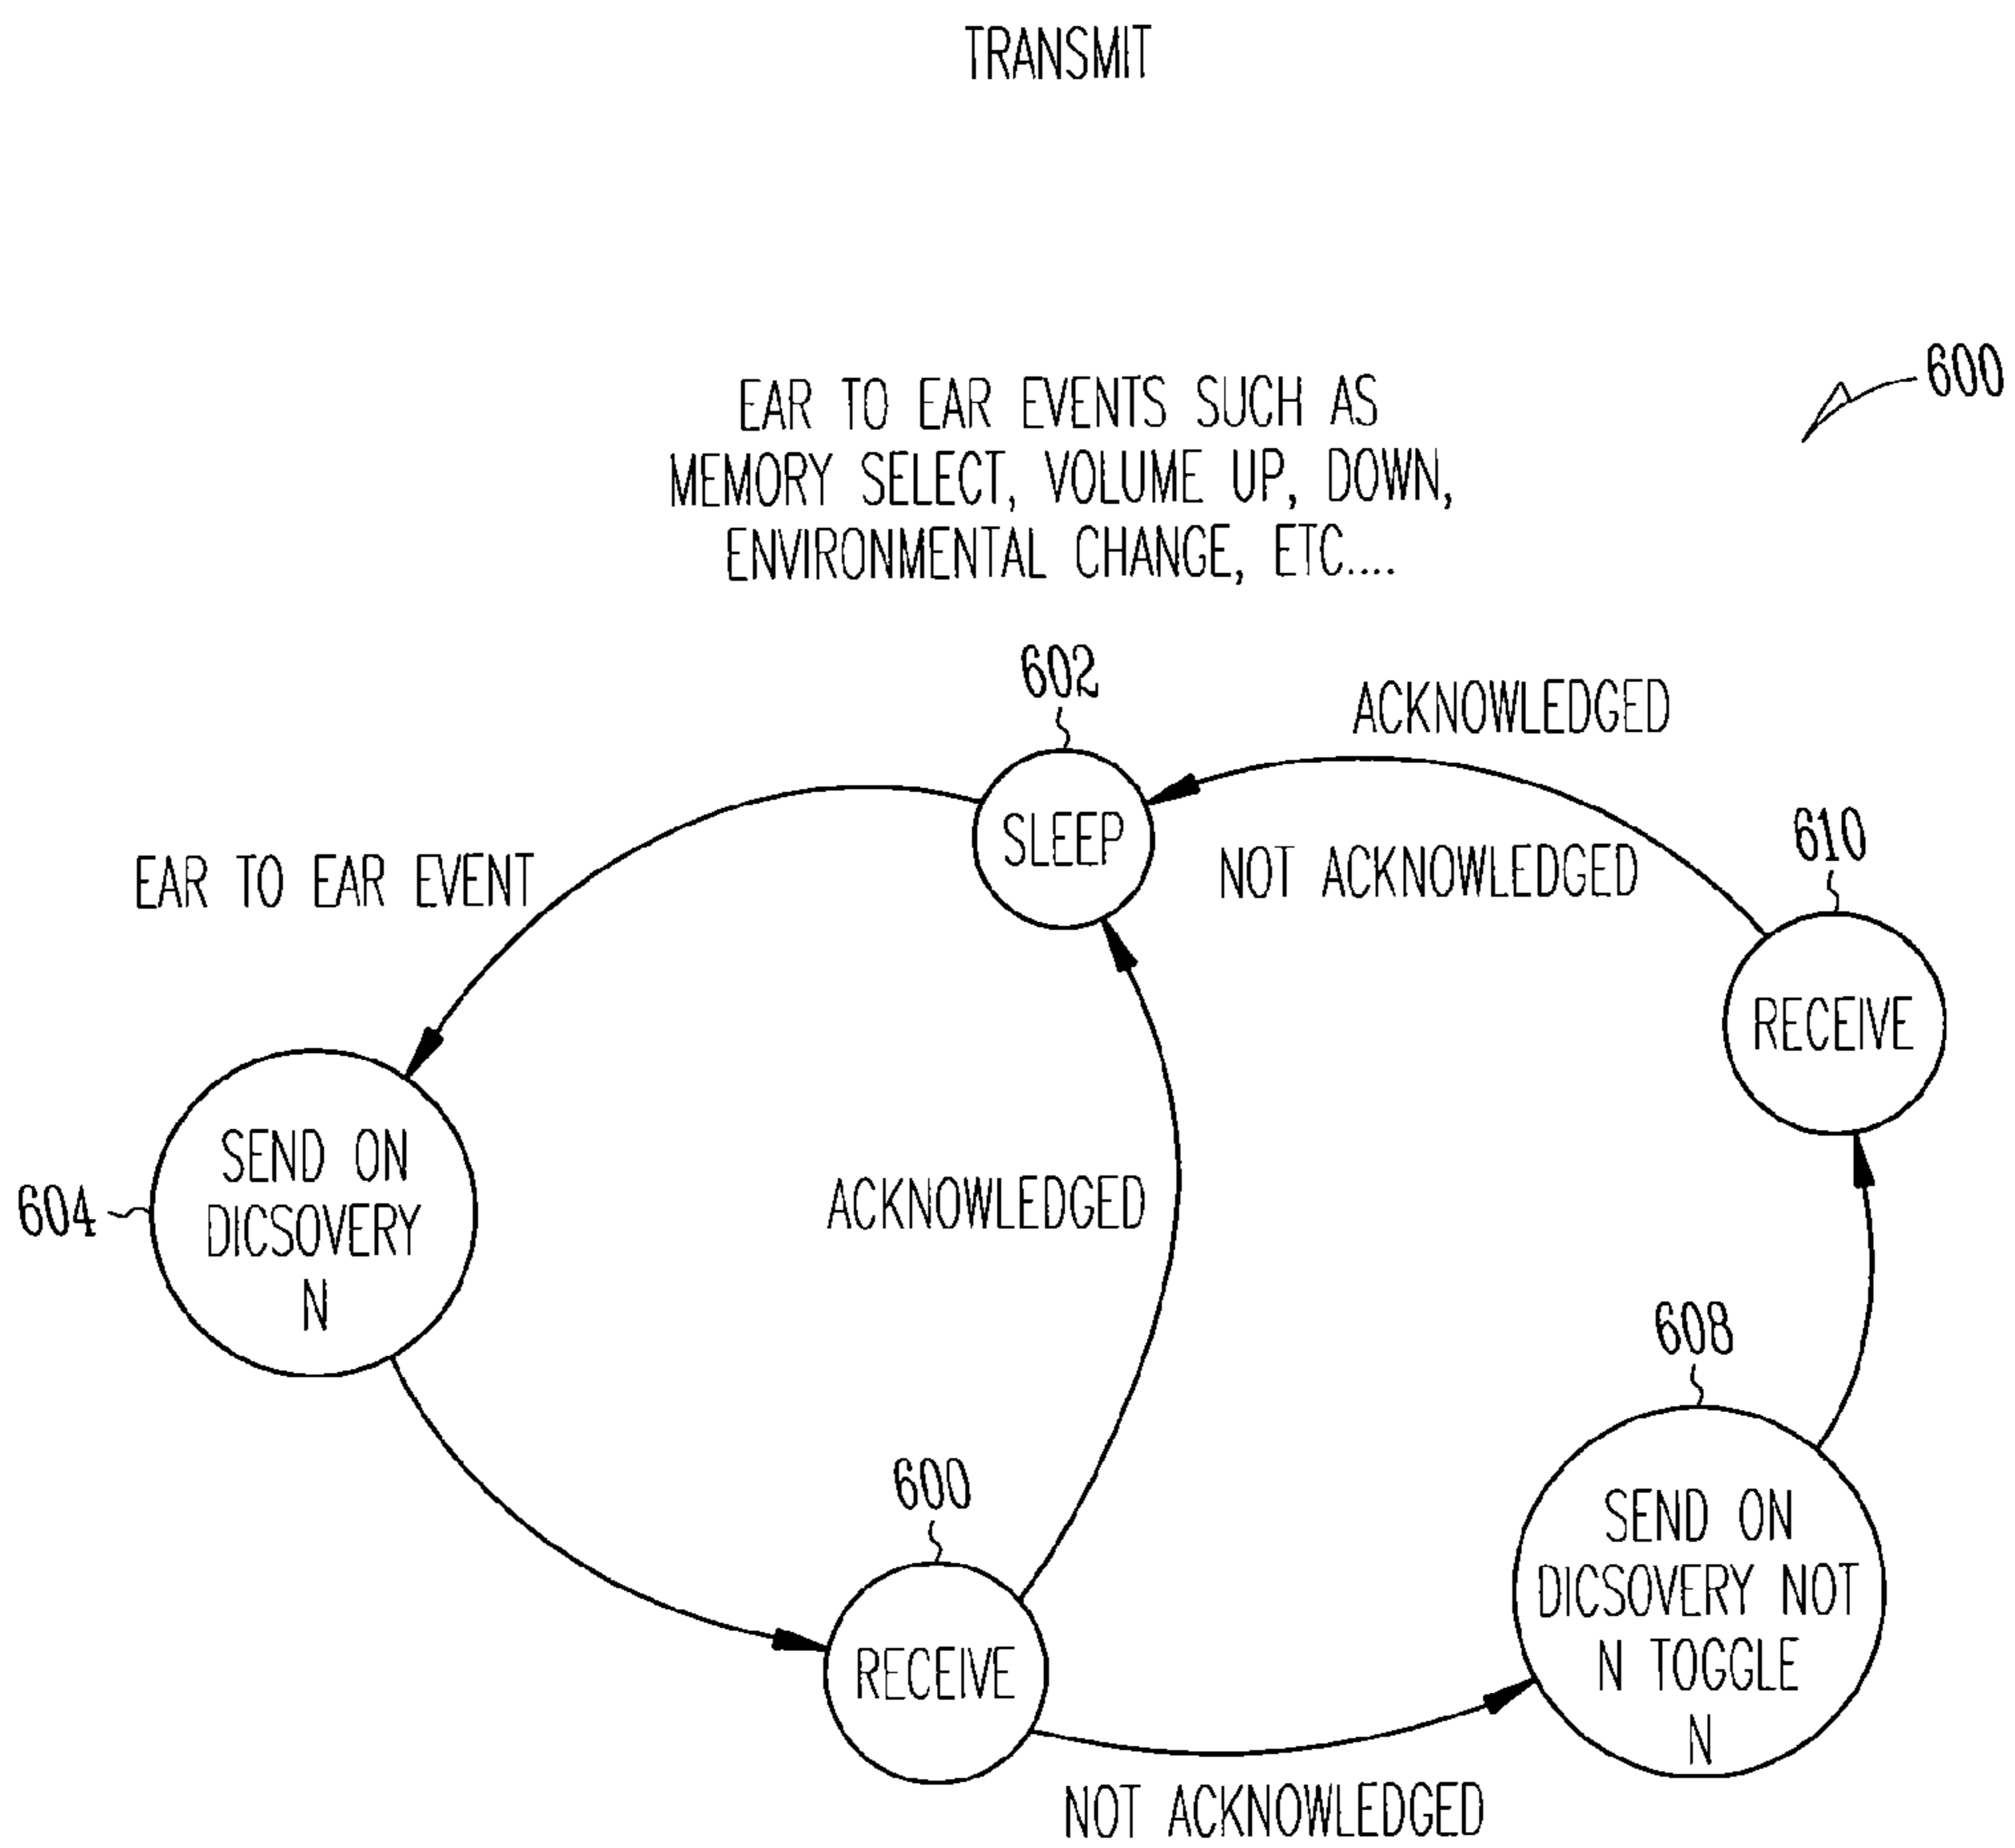 TRANSMIT
600
EAR TO EAR EVENTS SUCH AS
MEMORY SELECT, VOLUME UP, DOWN,
ENVIRONMENTAL CHANGE, ETC....
602
ACKNOWLEDGED
SLEEP
NOT ACKNOWLEDGED
610
EAR TO EAR EVENT
RECEIVE
604
SEND ON
DICSOVERY
N
ACKNOWLEDGED
608
600
SEND ON
DICSOVERY NOT
N TOGGLE
N
RECEIVE
NOT ACKNOWLEDGED